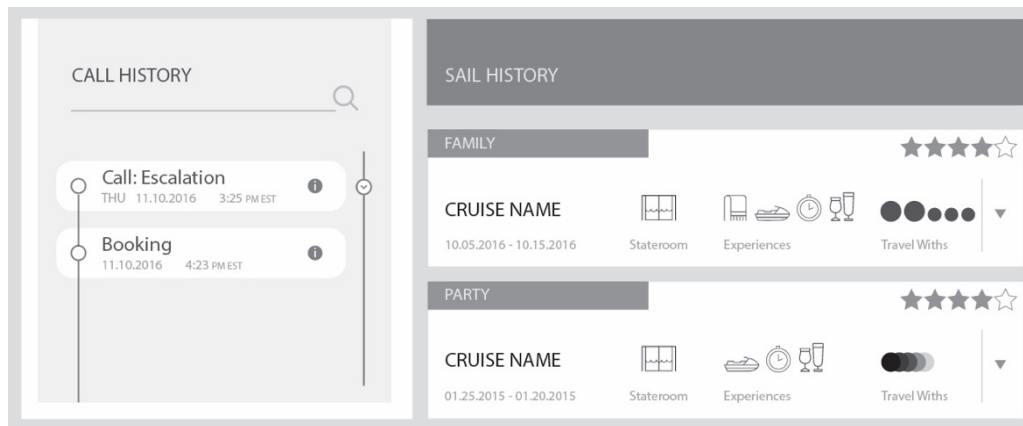 CALL HISTORY
Call: Escalation
THU 11.10.2016 3:25 PM EST
Booking
11.10.2016 4:23 PM EST
SAIL HISTORY
FAMILY
CRUISE NAME
10.05.2016 - 10.15.2016 Stateroom Experiences Travel Withs
PARTY
CRUISE NAME
01.25.2015 - 01.20.2015 Stateroom Experiences Travel Withs